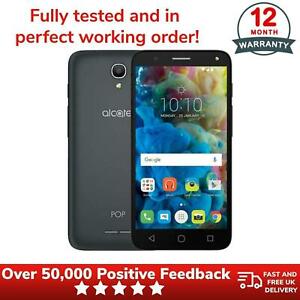 Fully tested and in
perfect working order!
12
MONTH
WARRANTY
alcatel
POP
10:10
Google
Over 50,000 Positive Feedback
FAST AND
FREE UK
DELIVERY